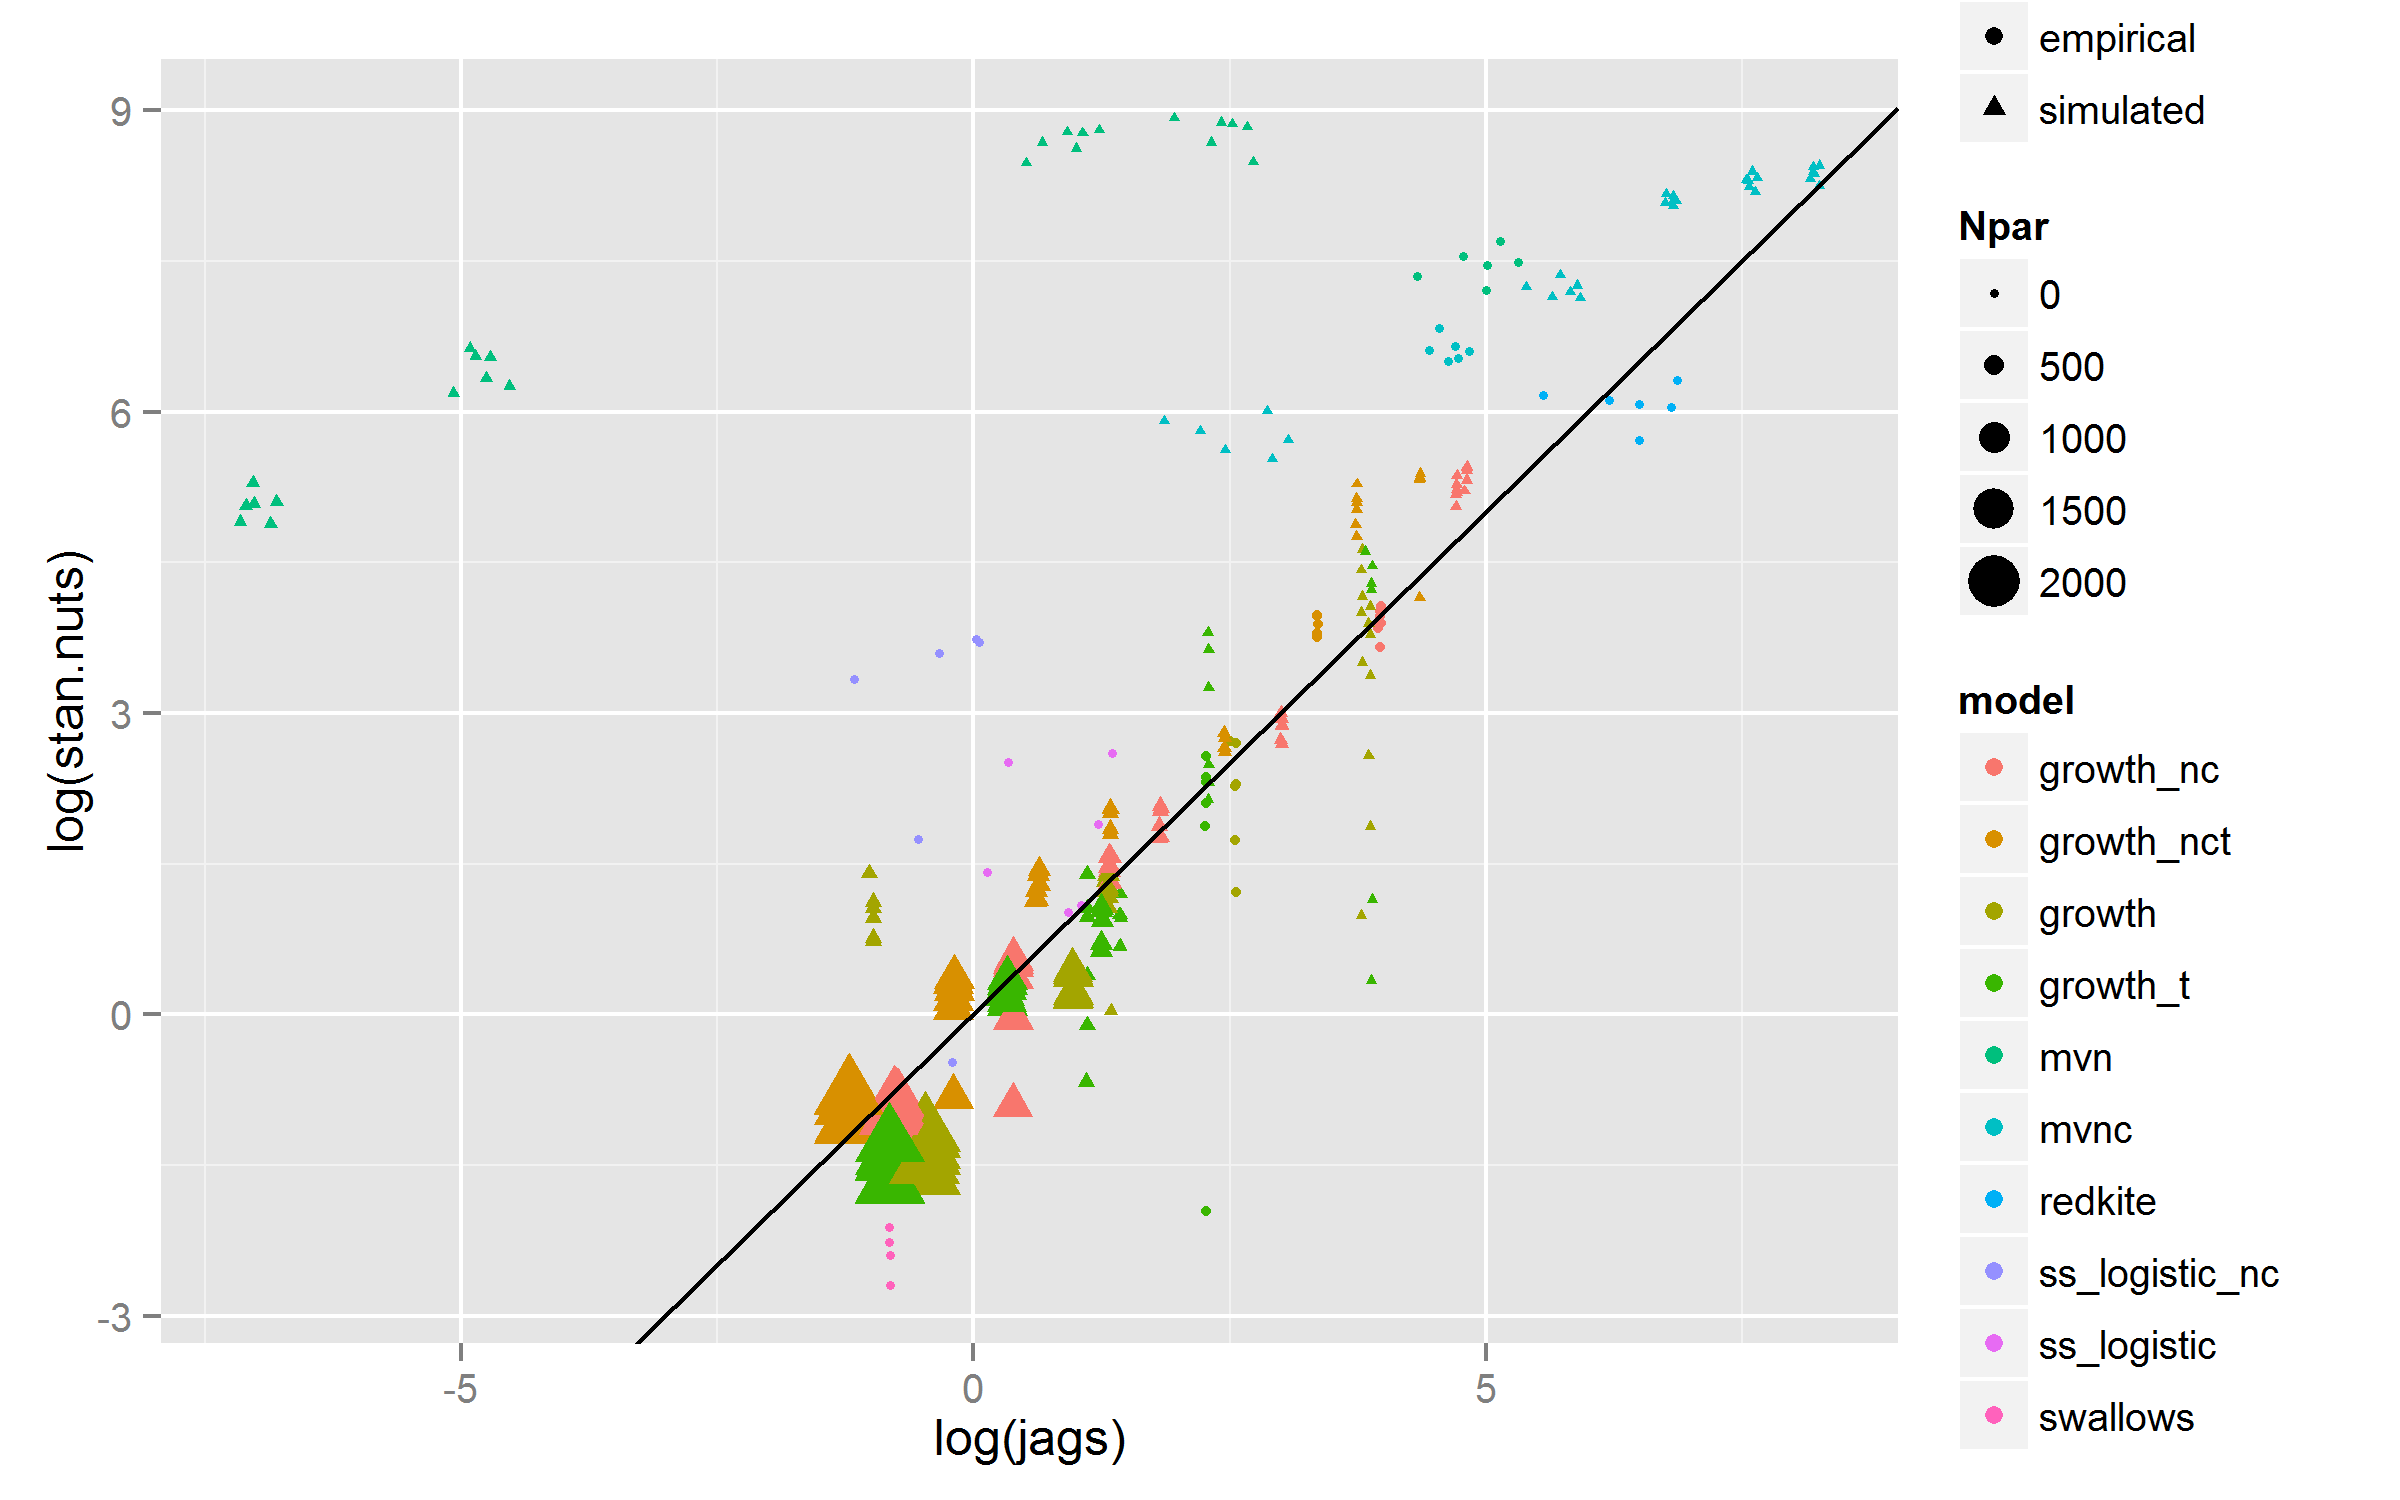 log(stan.nuts)
9
6
3
0
-3
-5
0
5
log(jags)
empirical
simulated
Npar
0
500
1000
1500
2000
model
growth_nc
growth_nct
growth
growth_t
mvn
mvnc
redkite
ss_logistic_nc
ss_logistic
swallows